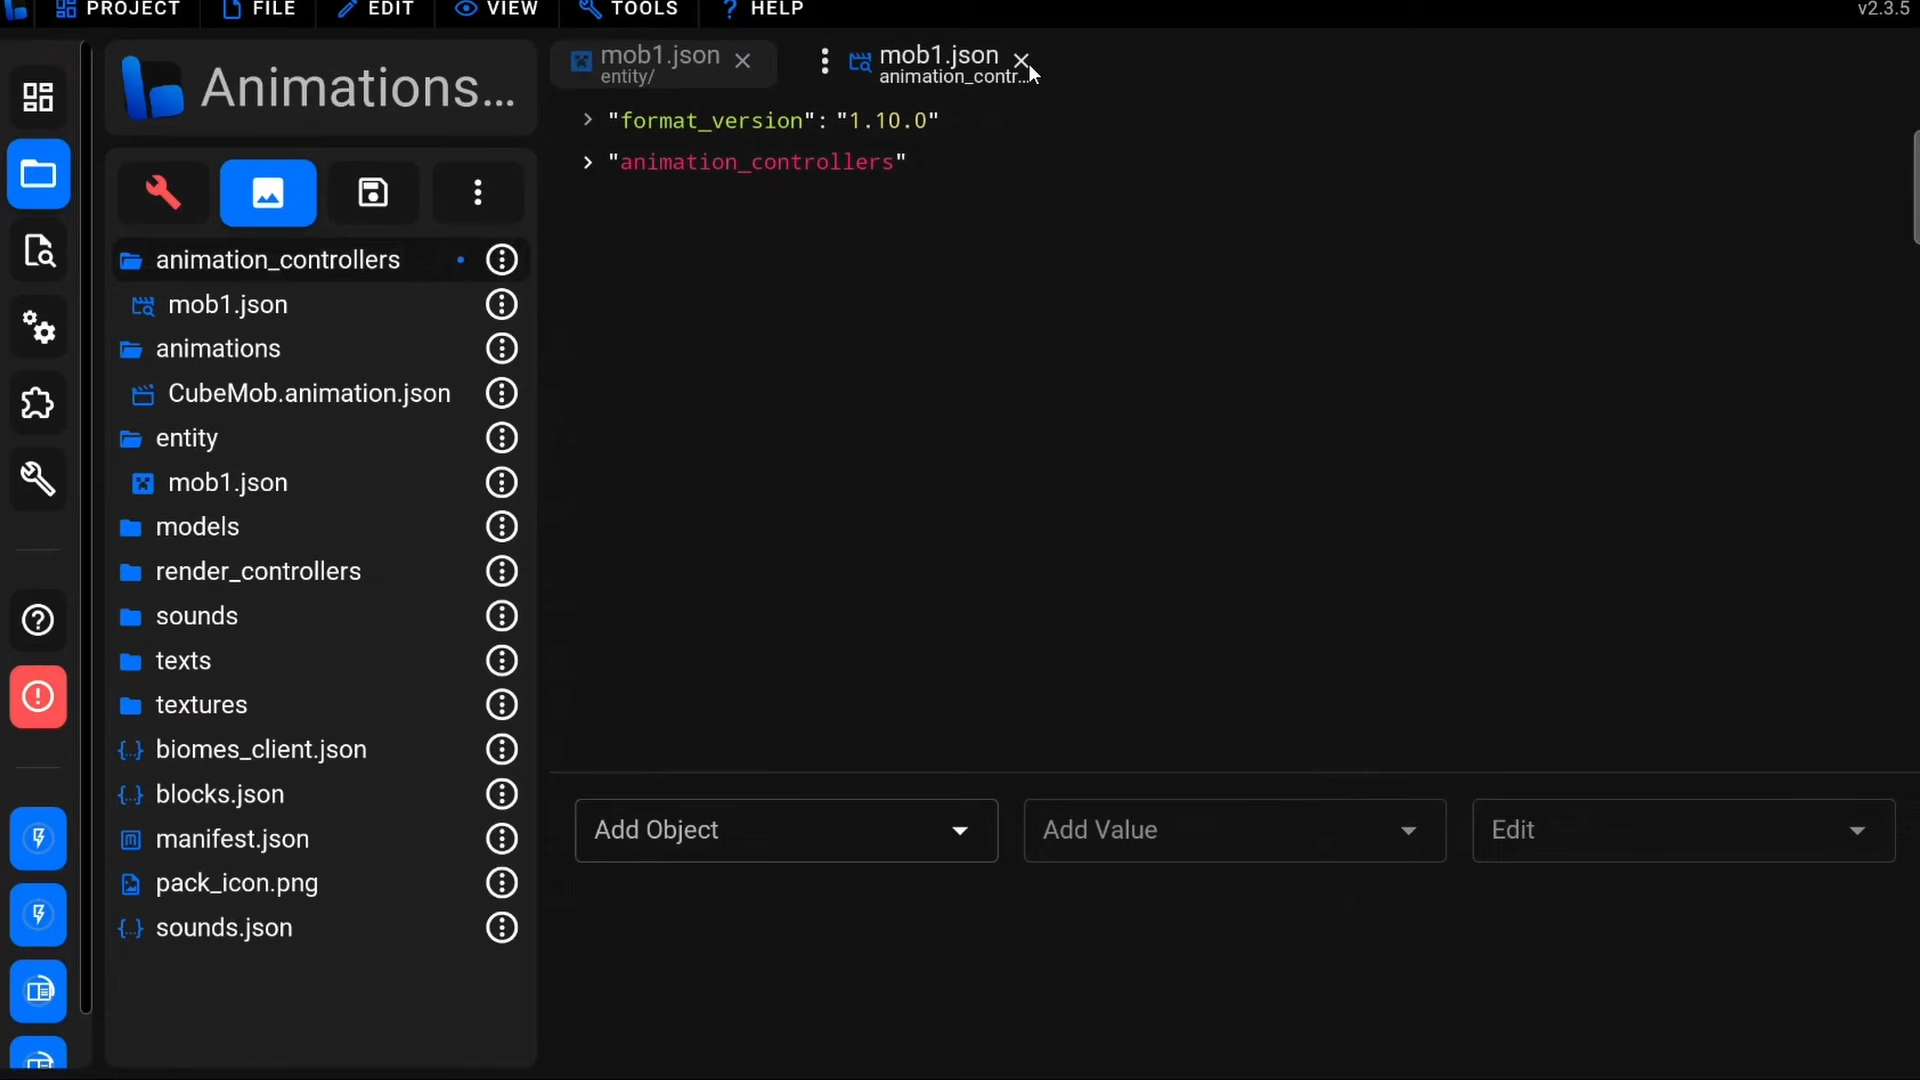 PROJECT
FILE
EDIT
VIEW
TOOLS
? HELP
v2.3.5
Animations...
mob1.json
entity/
mob1.json
animation_contr...
"format_version": "1.10.0"
"animation_controllers"
animation_controllers
mob1.json
animations
CubeMob.animation.json
entity
mob1.json
models
render_controllers
sounds
texts
textures
biomes_client.json
blocks.json
manifest.json
pack_icon.png
sounds.json
Add Object
Add Value
Edit